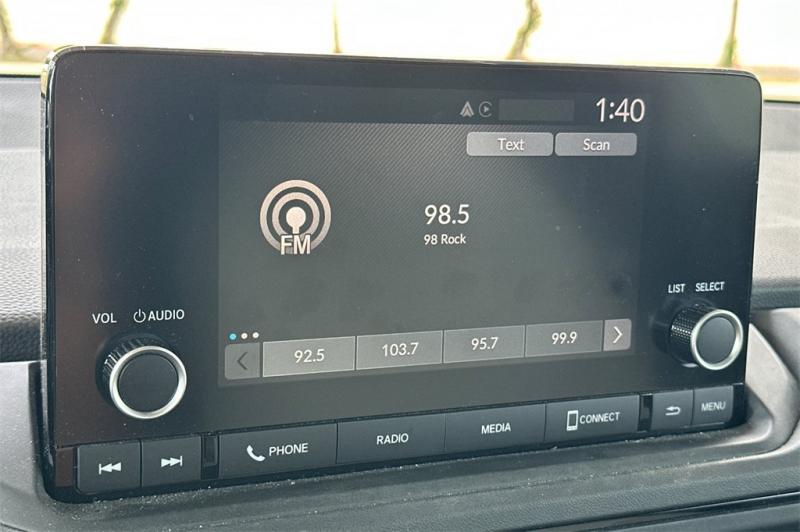 1:40
Text Scan
98.5
98 Rock
FM
92.5 103.7 95.7 99.9
LIST SELECT
VOL AUDIO
PHONE RADIO MEDIA CONNECT MENU